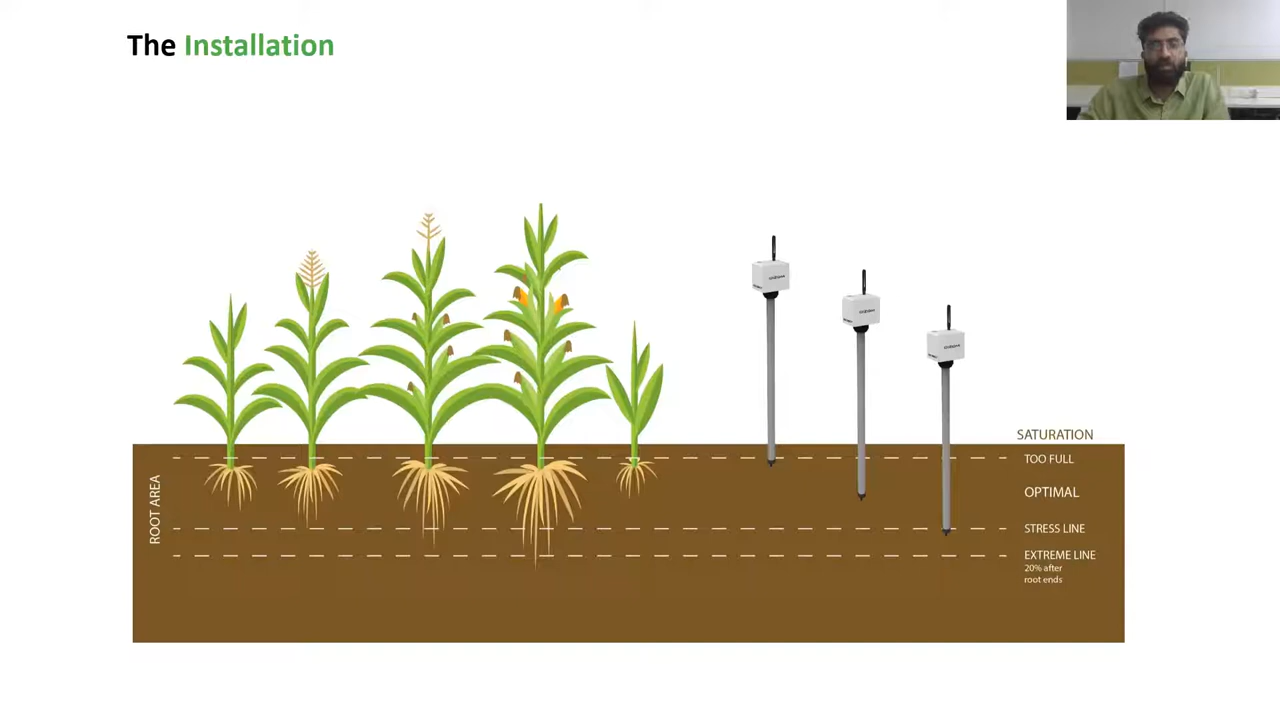 The Installation
SATURATION
TOO FULL
OPTIMAL
STRESS LINE
EXTREME LINE
20% after
root ends
ROOT AREA